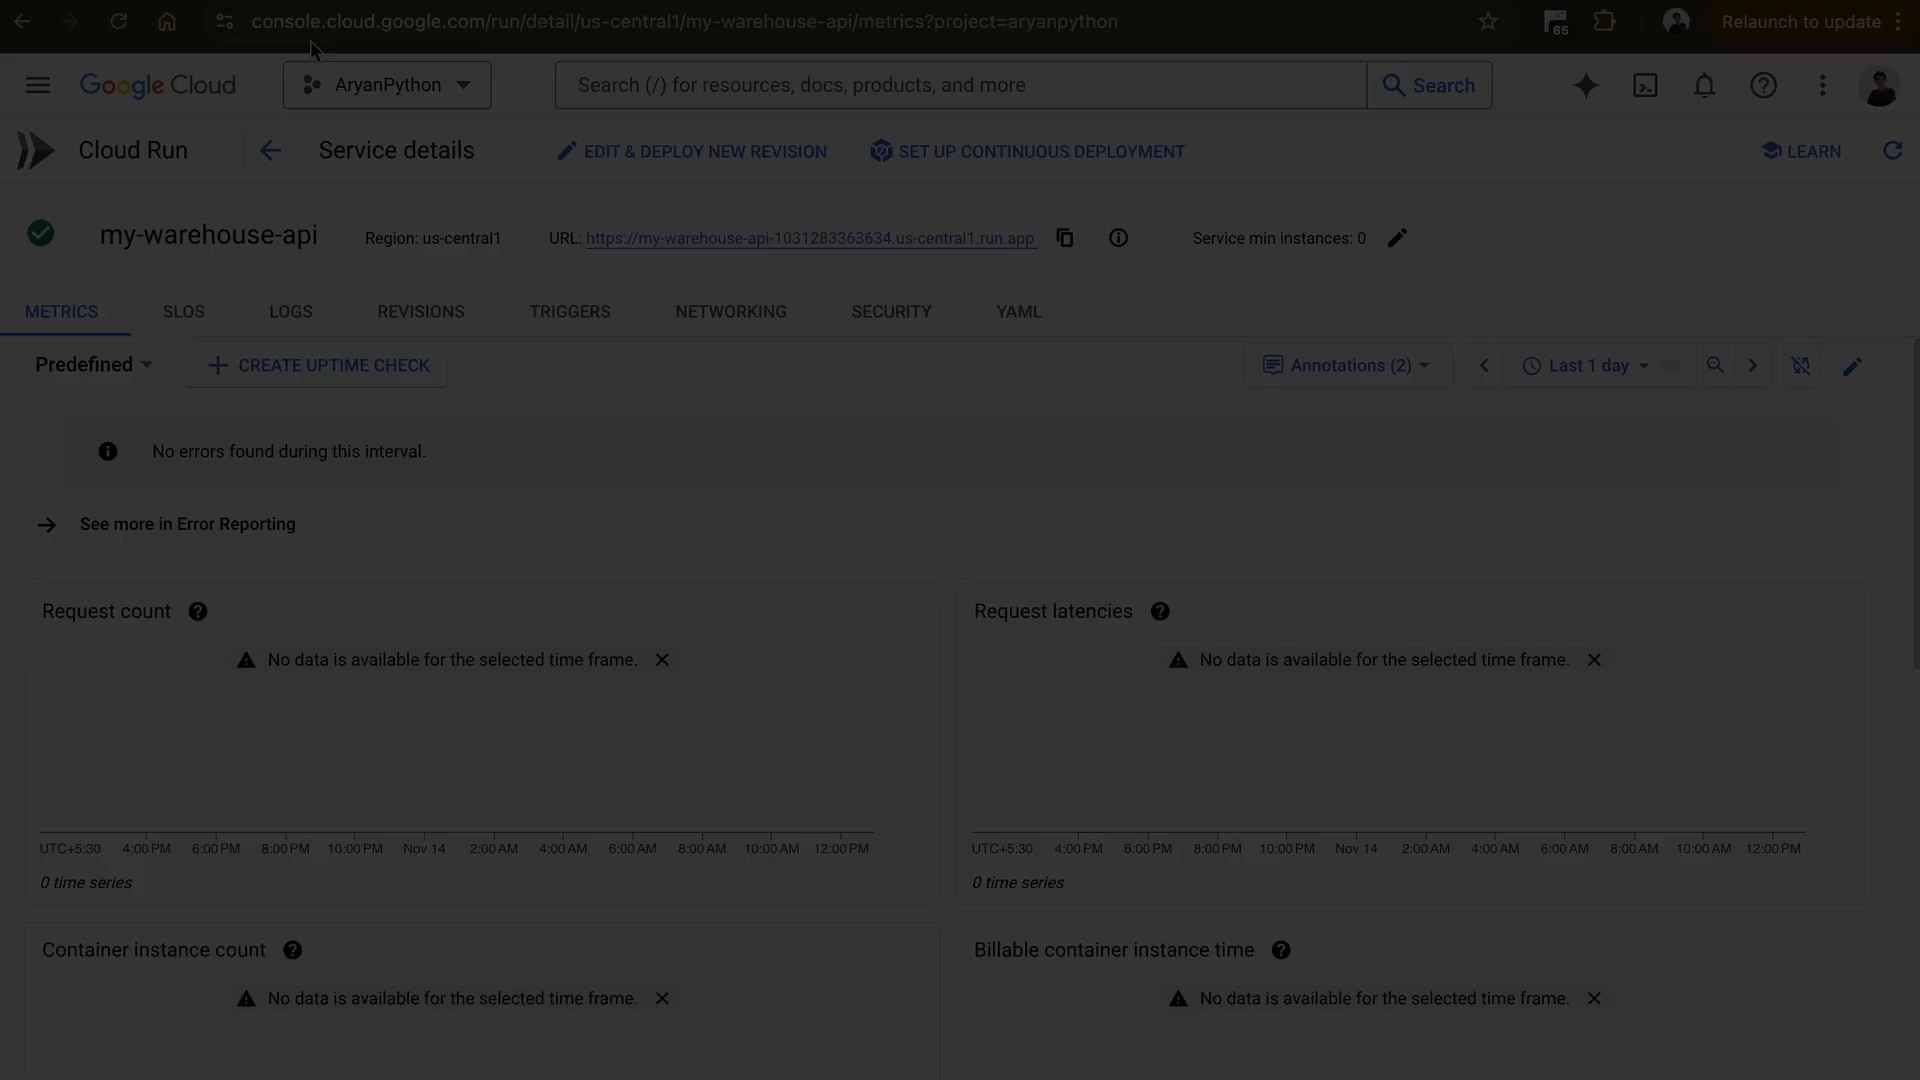 console.cloud.google.com/run/detail/us-central1/my-warehouse-api/metrics?project=aryanpython
65
Relaunch to update
Google Cloud
AryanPython
Search (/) for resources, docs, products, and more
Search
Cloud Run
Service details
EDIT & DEPLOY NEW REVISION
SET UP CONTINUOUS DEPLOYMENT
LEARN
my-warehouse-api
Region: us-central1
URL: https://my-warehouse-api-1031283363634.us-central1.run.app
Service min instances: 0
METRICS
SLOS
LOGS
REVISIONS
TRIGGERS
NETWORKING
SECURITY
YAML
Predefined
CREATE UPTIME CHECK
Annotations (2)
Last 1 day
No errors found during this interval.
See more in Error Reporting
Request count
No data is available for the selected time frame.
UTC+5:30 4:00 PM 6:00 PM 8:00 PM 10:00 PM Nov 14 2:00 AM 4:00 AM 6:00 AM 8:00 AM 10:00 AM 12:00 PM
0 time series
Request latencies
No data is available for the selected time frame.
UTC+5:30 4:00 PM 6:00 PM 8:00 PM 10:00 PM Nov 14 2:00 AM 4:00 AM 6:00 AM 8:00 AM 10:00 AM 12:00 PM
0 time series
Container instance count
No data is available for the selected time frame.
Billable container instance time
No data is available for the selected time frame.